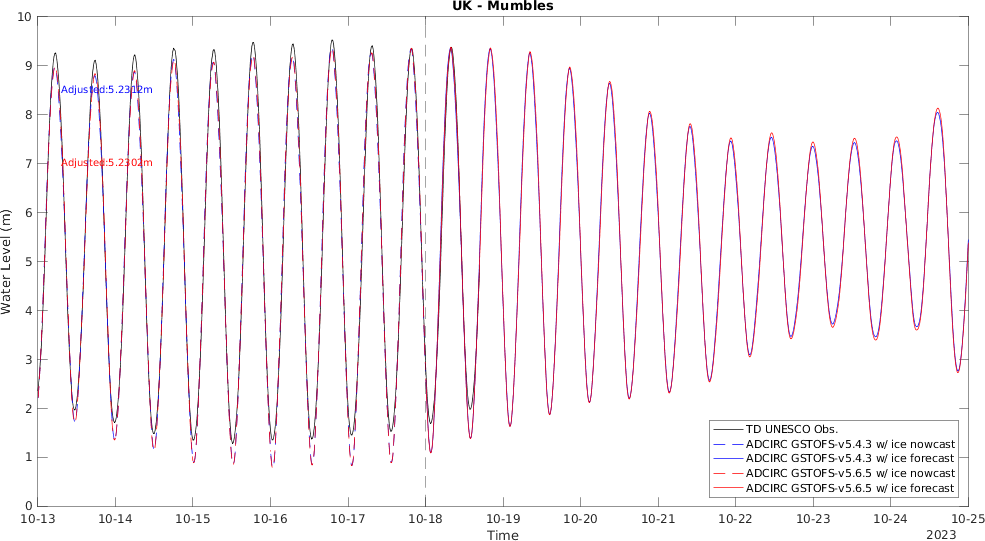 UK - Mumbles
10
9
8
7
6
5
4
3
2
1
0
Water Level (m)
Adjusted:5.2312m
Adjusted:5.2302m
TD UNESCO Obs.
ADCIRC GSTOFS-v5.4.3 w/ ice nowcast
ADCIRC GSTOFS-v5.4.3 w/ ice forecast
ADCIRC GSTOFS-v5.6.5 w/ ice nowcast
ADCIRC GSTOFS-v5.6.5 w/ ice forecast
10-13 10-14 10-15 10-16 10-17 10-18 10-19 10-20 10-21 10-22 10-23 10-24 10-25
Time
2023